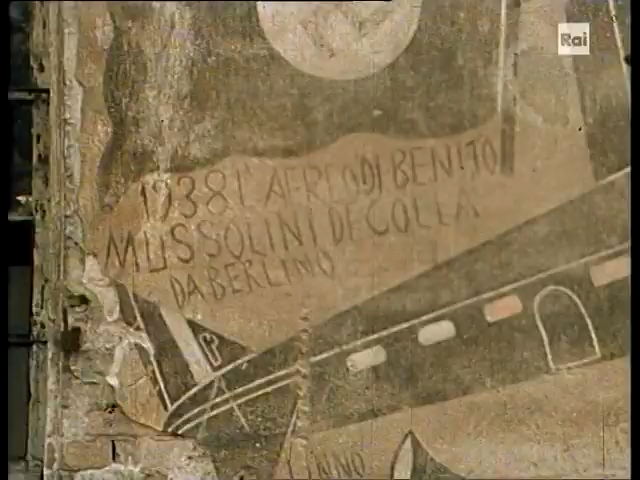 Rai
1938 L'AEREO DI BENITO
MUSSOLINI DECOLLA
DA BERLINO